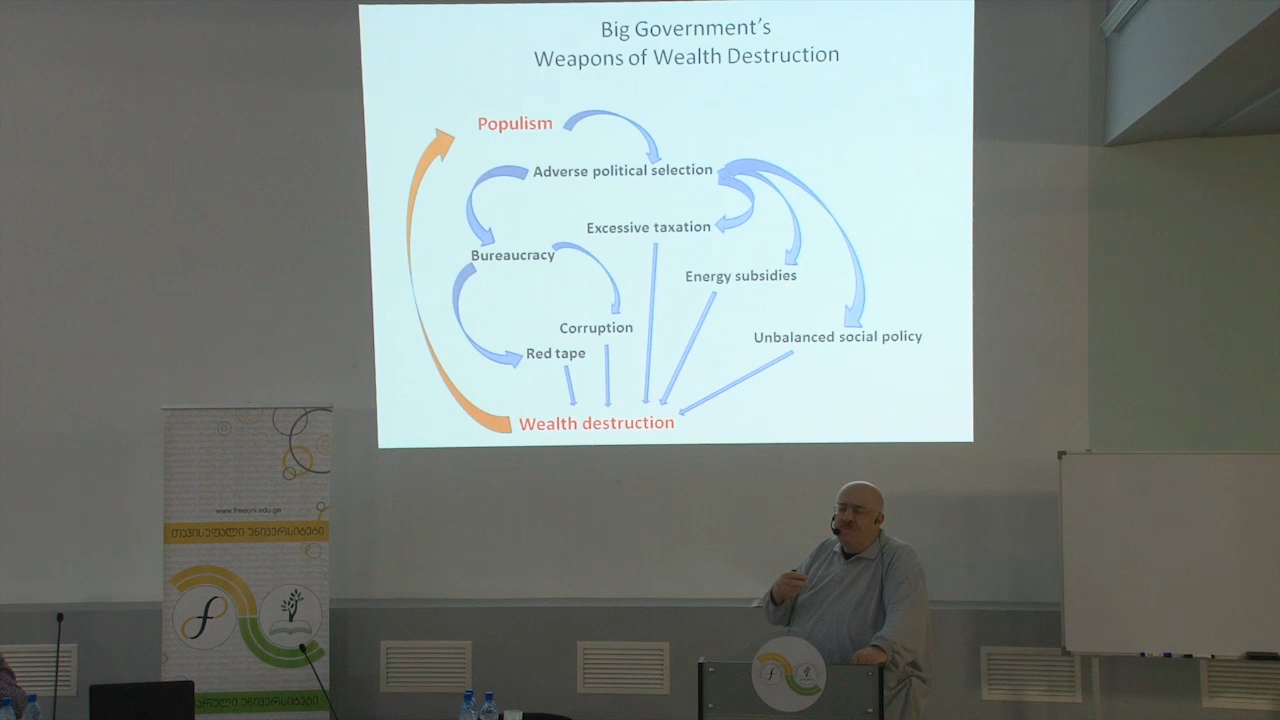 Big Government's
Weapons of Wealth Destruction
Populism
Adverse political selection
Excessive taxation
Bureaucracy
Energy subsidies
Corruption
Unbalanced social policy
Red tape
Wealth destruction
www.freeuni.edu.ge
თავისუფალი უნივერსიტეტი
უნივერსიტეტი